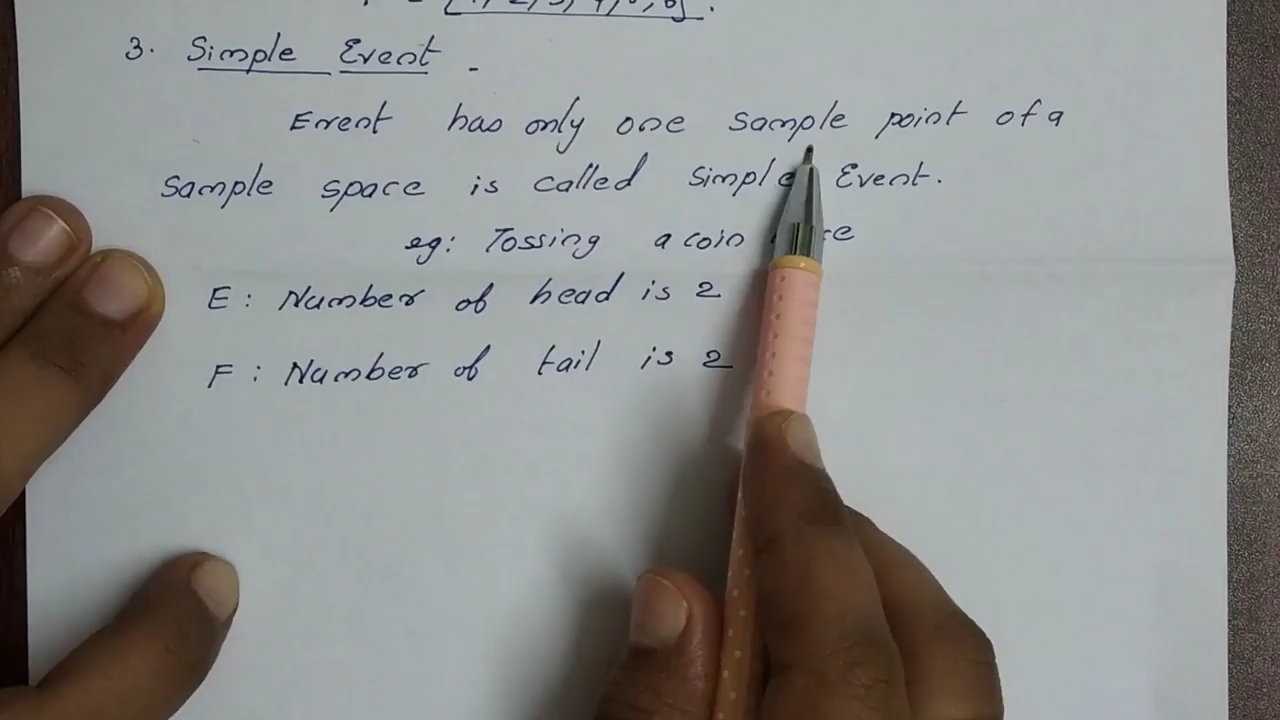 3. Simple Event.
Event has only one sample point of a
sample space is called simple Event.
eg: Tossing a coin
E: Number of head is 2
F: Number of tail is 2